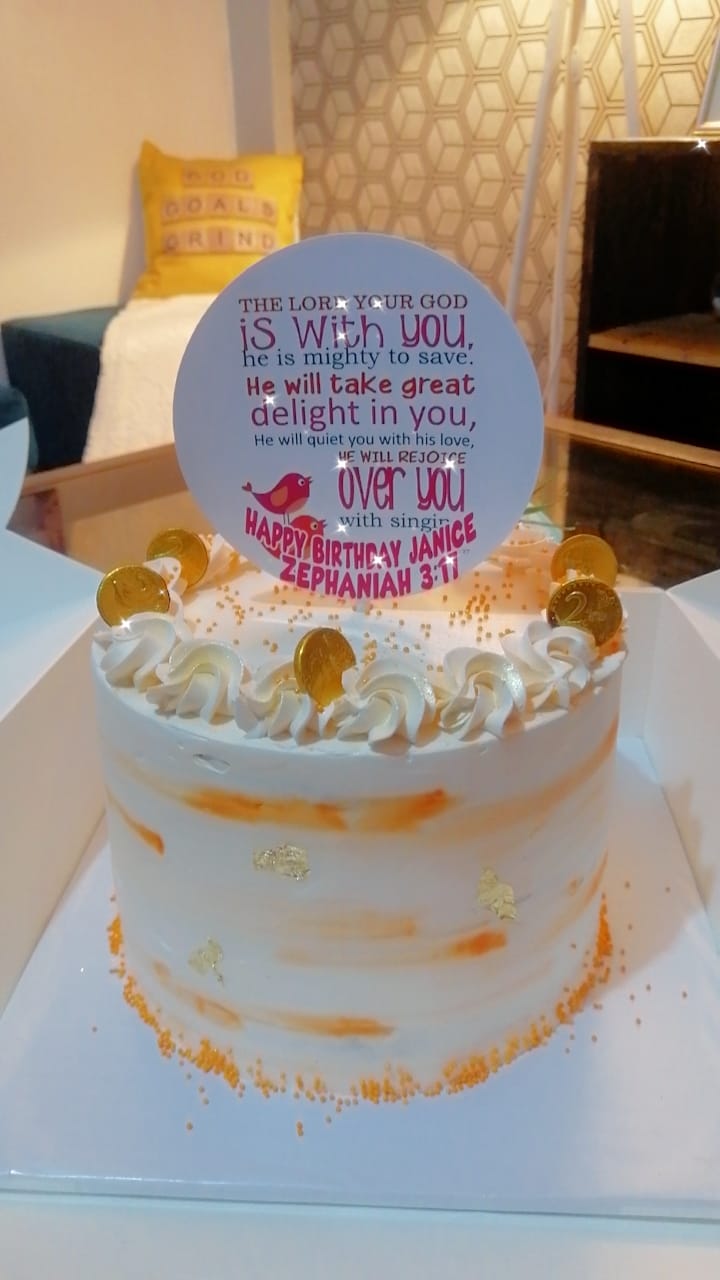 GOD
GOALS
GRIND
THE LORD YOUR GOD
is with you,
he is mighty to save.
He will take great
delight in you,
He will quiet you with his love,
HE WILL REJOICE
over you
with singin
HAPPY BIRTHDAY JANICE
ZEPHANIAH 3:17
2